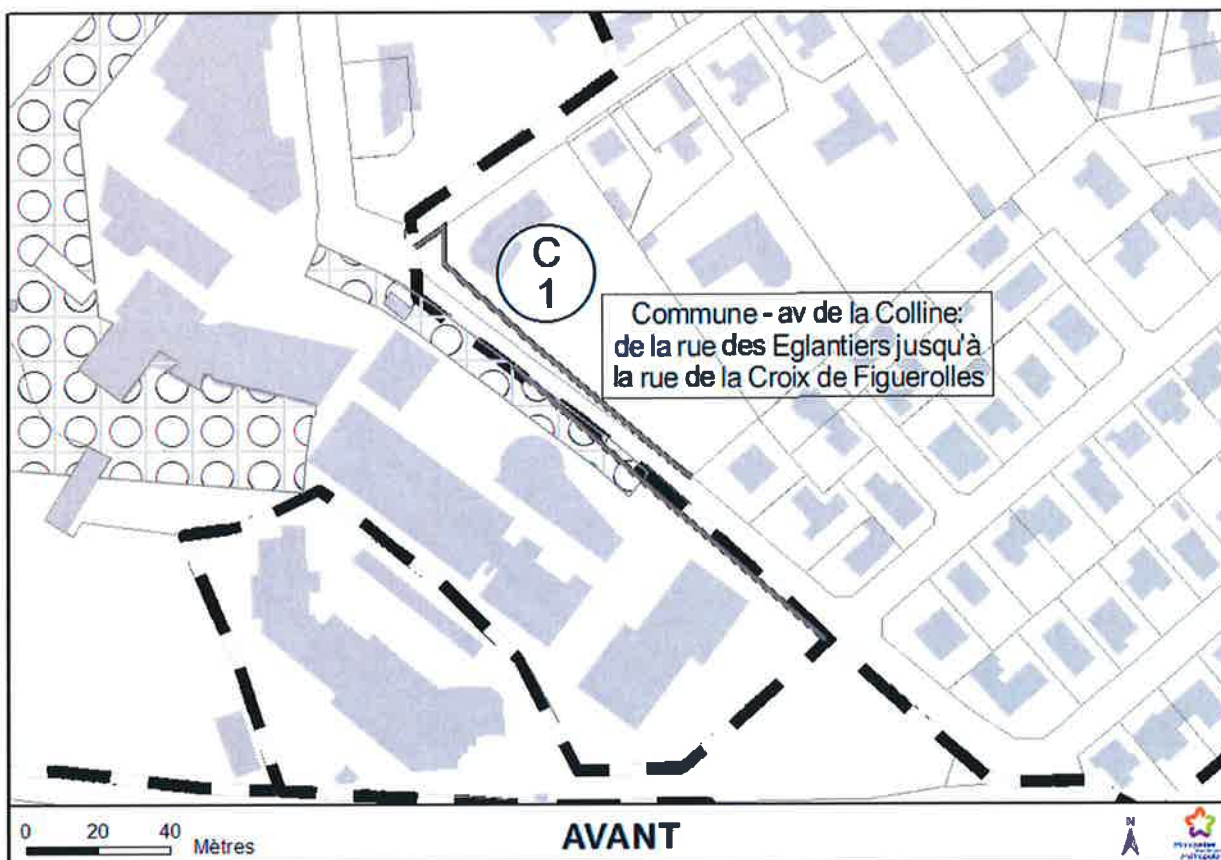 C
1
Commune - av de la Colline:
de la rue des Eglantiers jusqu'à
la rue de la Croix de Figuerolles
0 20 40 Mètres
AVANT
N